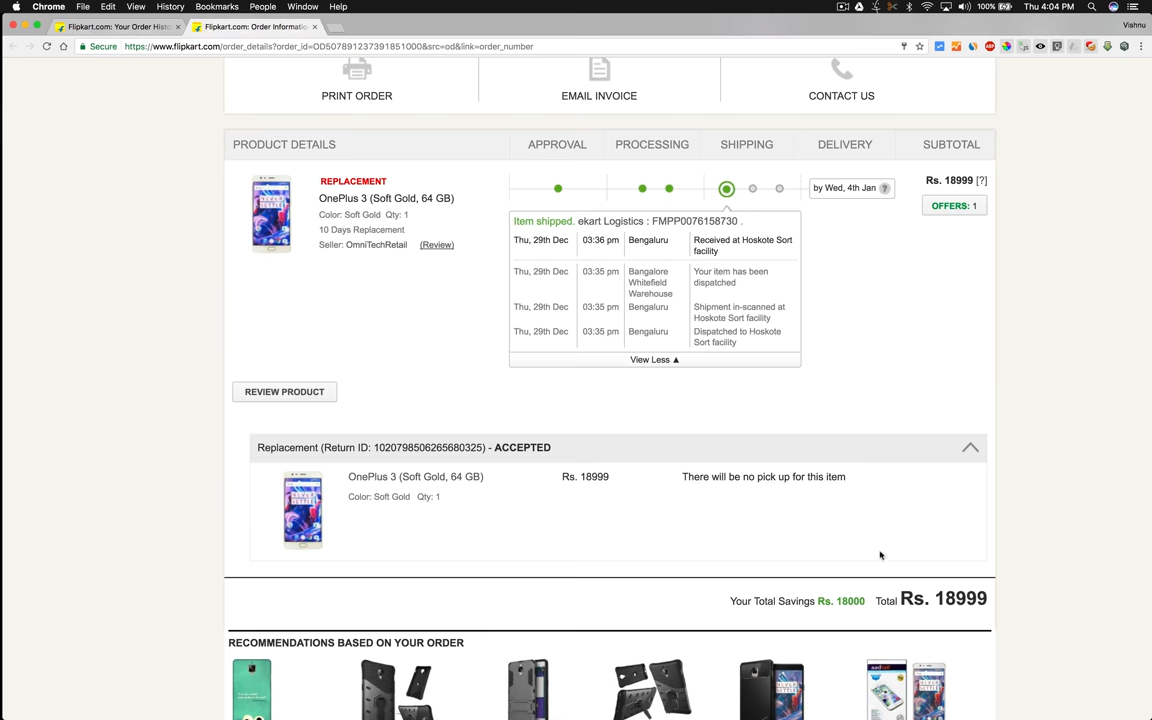 Chrome File Edit View History Bookmarks People Window Help 100% Thu 4:04 PM
Flipkart.com: Your Order Histo Flipkart.com: Order Informatio Vishnu
Secure https://www.flipkart.com/order_details?order_id=OD507891237391851000&src=od&link=order_number
PRINT ORDER EMAIL INVOICE CONTACT US
PRODUCT DETAILS APPROVAL PROCESSING SHIPPING DELIVERY SUBTOTAL
REPLACEMENT
OnePlus 3 (Soft Gold, 64 GB)
Color: Soft Gold Qty: 1
10 Days Replacement
Seller: OmniTechRetail (Review)
by Wed, 4th Jan ?
Rs. 18999 [?]
OFFERS: 1
Item shipped. ekart Logistics : FMPP0076158730 .
Thu, 29th Dec 03:36 pm Bengaluru Received at Hoskote Sort
facility
Thu, 29th Dec 03:35 pm Bangalore Your item has been
Whitefield dispatched
Warehouse
Thu, 29th Dec 03:35 pm Bengaluru Shipment in-scanned at
Hoskote Sort facility
Thu, 29th Dec 03:35 pm Bengaluru Dispatched to Hoskote
Sort facility
View Less ▲
REVIEW PRODUCT
Replacement (Return ID: 1020798506265680325) - ACCEPTED
OnePlus 3 (Soft Gold, 64 GB) Rs. 18999 There will be no pick up for this item
Color: Soft Gold Qty: 1
Your Total Savings Rs. 18000 Total Rs. 18999
RECOMMENDATIONS BASED ON YOUR ORDER